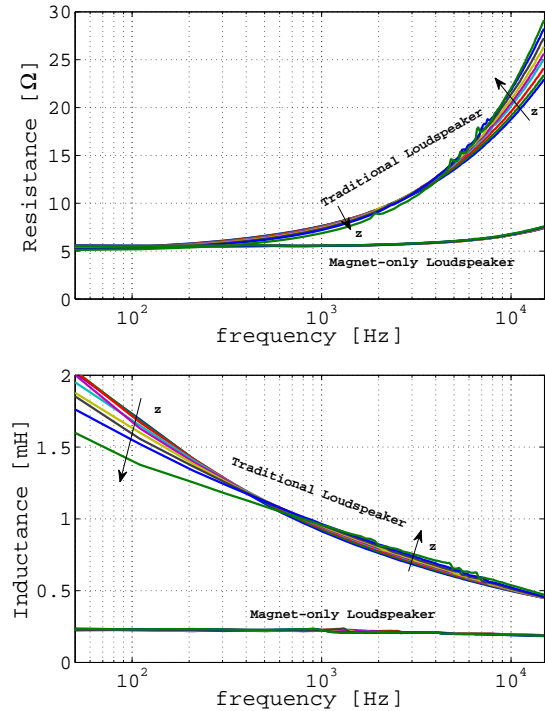 30
25
20
15
10
5
0
Resistance [Ω]
Traditional Loudspeaker
z
z
Magnet-only Loudspeaker
10²
10³
10⁴
frequency [Hz]
2
1.5
1
0.5
0
Inductance [mH]
z
Traditional Loudspeaker
z
Magnet-only Loudspeaker
10²
10³
10⁴
frequency [Hz]